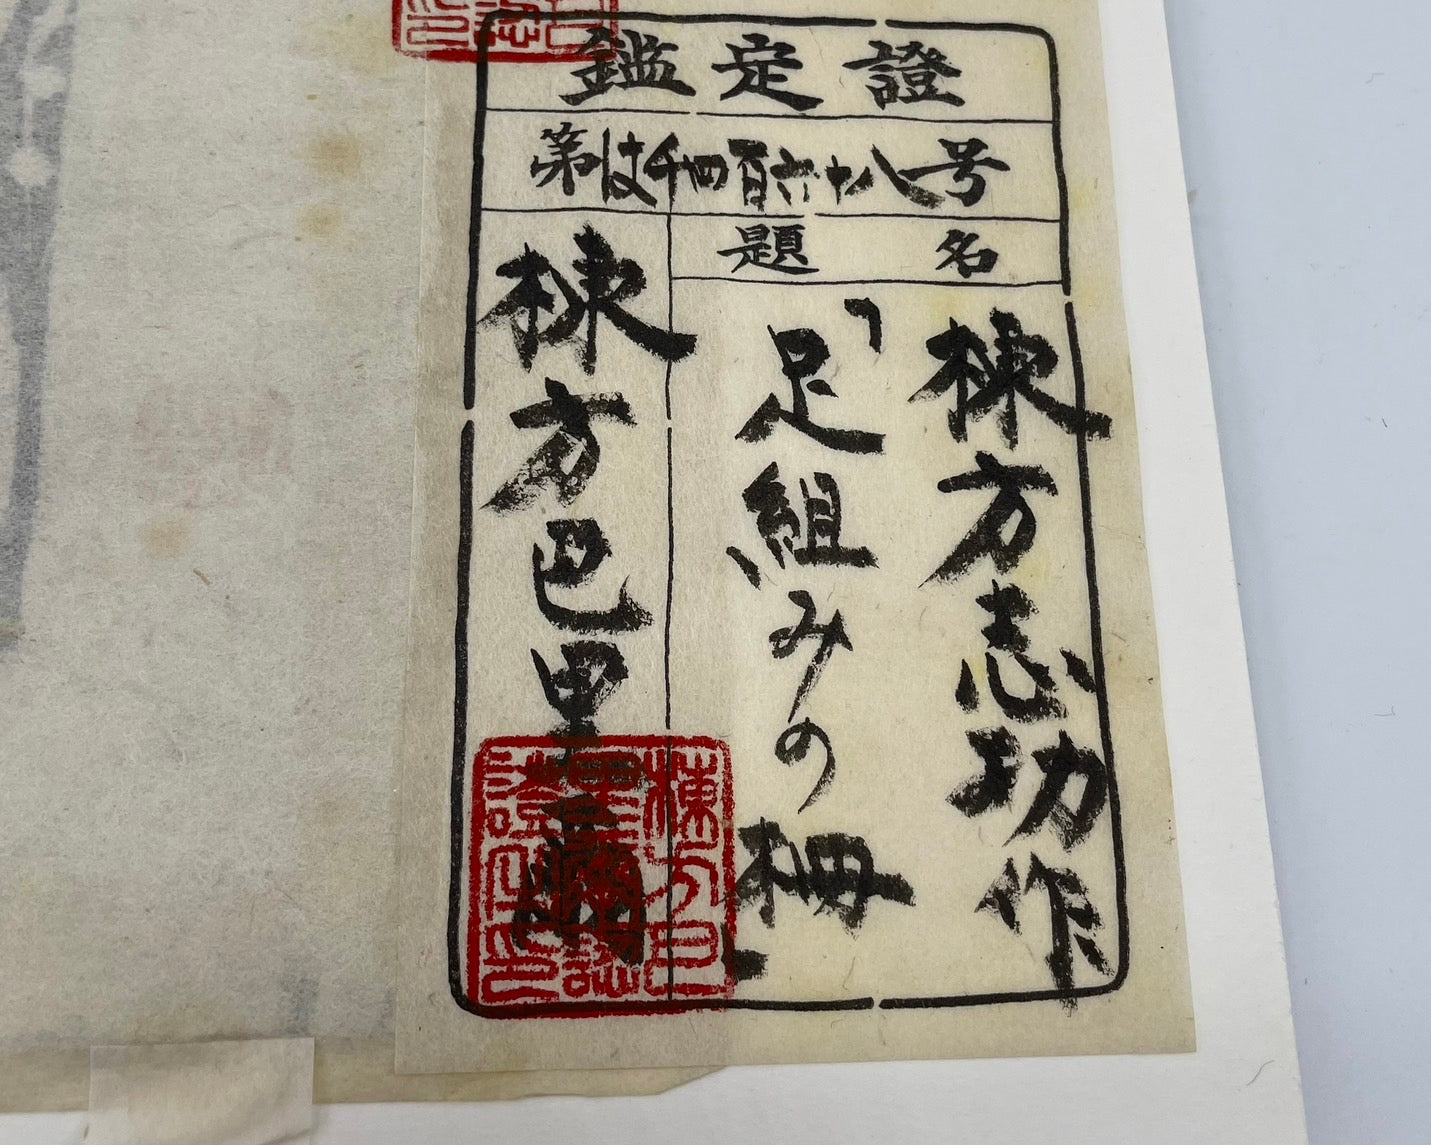 鑑定證
第は千四百六十八号
題名
棟方志功作
「足組みの柵」
棟方巴里爾